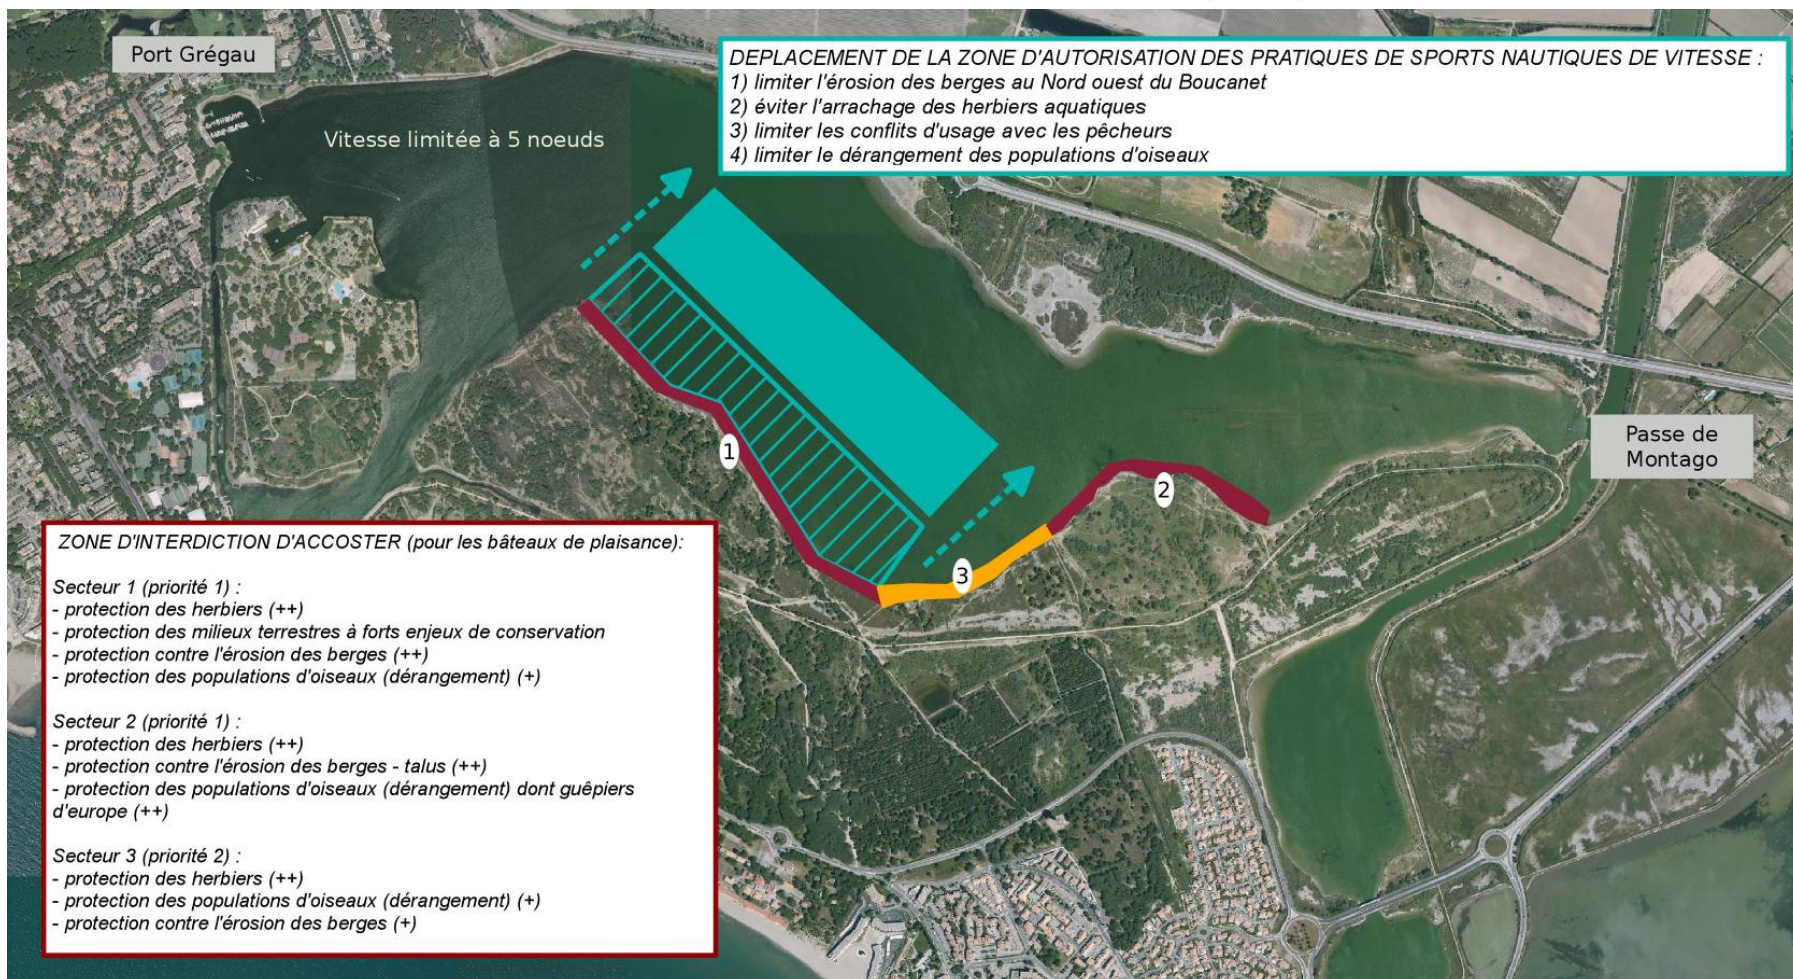 Port Grégau
DEPLACEMENT DE LA ZONE D'AUTORISATION DES PRATIQUES DE SPORTS NAUTIQUES DE VITESSE :
1) limiter l'érosion des berges au Nord ouest du Boucanet
2) éviter l'arrachage des herbiers aquatiques
3) limiter les conflits d'usage avec les pêcheurs
4) limiter le dérangement des populations d'oiseaux
Vitesse limitée à 5 noeuds
1
2
3
Passe de
Montago
ZONE D'INTERDICTION D'ACCOSTER (pour les bâteaux de plaisance):
Secteur 1 (priorité 1) :
- protection des herbiers (++)
- protection des milieux terrestres à forts enjeux de conservation
- protection contre l'érosion des berges (++)
- protection des populations d'oiseaux (dérangement) (+)
Secteur 2 (priorité 1) :
- protection des herbiers (++)
- protection contre l'érosion des berges - talus (++)
- protection des populations d'oiseaux (dérangement) dont guêpiers
d'europe (++)
Secteur 3 (priorité 2) :
- protection des herbiers (++)
- protection des populations d'oiseaux (dérangement) (+)
- protection contre l'érosion des berges (+)